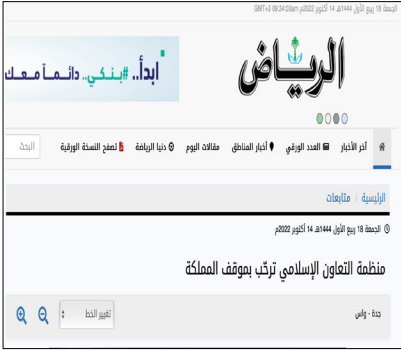 الجمعة 18 ربيع الأول 1444هـ 14 أكتوبر 2022م GMT+3 08:34:03am
ابدأ.. #بنكي.. دائماً معك
الرياض
آخر الأخبار العدد الورقي أخبار المناطق مقالات اليوم دنيا الرياضة تصفح النسخة الورقية البحث
الرئيسية / متابعات
الجمعة 18 ربيع الأول 1444هـ 14 أكتوبر 2022م
منظمة التعاون الإسلامي ترحّب بموقف المملكة
جدة - واس تغيير الخط